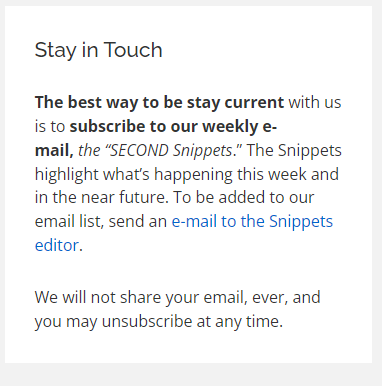 Stay in Touch
The best way to be stay current with us
is to subscribe to our weekly e-
mail, the “SECOND Snippets.” The Snippets
highlight what’s happening this week and
in the near future. To be added to our
email list, send an e-mail to the Snippets
editor.
We will not share your email, ever, and
you may unsubscribe at any time.